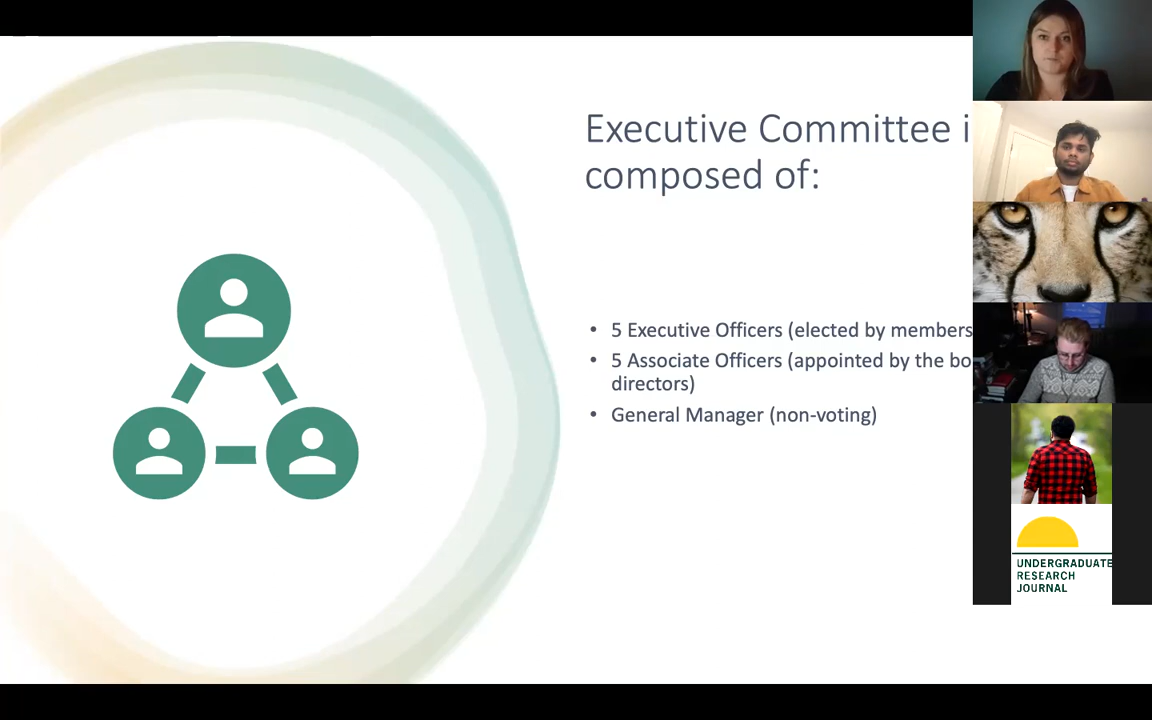 Executive Committee i
composed of:
• 5 Executive Officers (elected by members
• 5 Associate Officers (appointed by the bo
directors)
• General Manager (non-voting)
UNDERGRADUATE
RESEARCH
JOURNAL